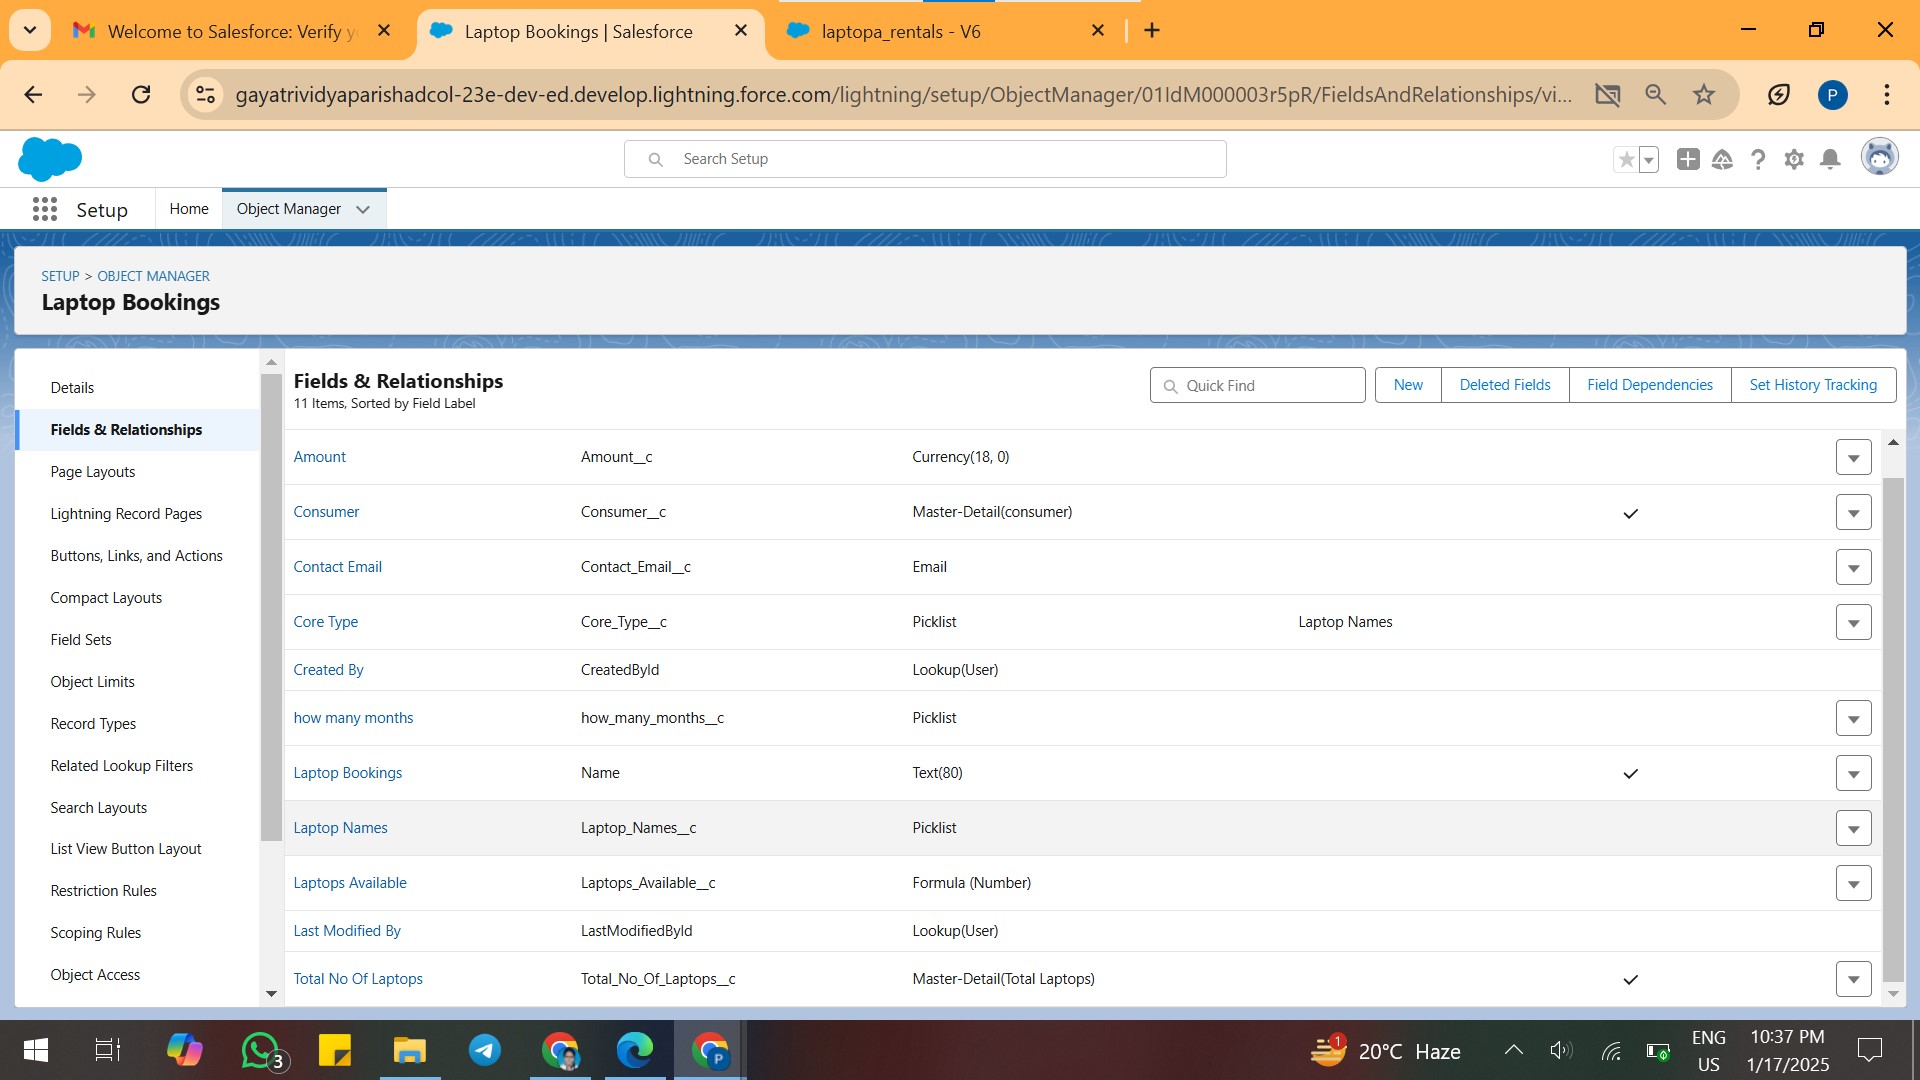 Welcome to Salesforce: Verify y
Laptop Bookings | Salesforce
laptopa_rentals - V6
gayatrividyaparishadcol-23e-dev-ed.develop.lightning.force.com/lightning/setup/ObjectManager/01IdM000003r5pR/FieldsAndRelationships/vi...
P
Search Setup
Setup
Home
Object Manager
SETUP > OBJECT MANAGER
Laptop Bookings
Details
Fields & Relationships
Page Layouts
Lightning Record Pages
Buttons, Links, and Actions
Compact Layouts
Field Sets
Object Limits
Record Types
Related Lookup Filters
Search Layouts
List View Button Layout
Restriction Rules
Scoping Rules
Object Access
Fields & Relationships
11 Items, Sorted by Field Label
Quick Find
New
Deleted Fields
Field Dependencies
Set History Tracking
Amount Amount__c Currency(18, 0)
Consumer Consumer__c Master-Detail(consumer)
Contact Email Contact_Email__c Email
Core Type Core_Type__c Picklist Laptop Names
Created By CreatedById Lookup(User)
how many months how_many_months__c Picklist
Laptop Bookings Name Text(80)
Laptop Names Laptop_Names__c Picklist
Laptops Available Laptops_Available__c Formula (Number)
Last Modified By LastModifiedById Lookup(User)
Total No Of Laptops Total_No_Of_Laptops__c Master-Detail(Total Laptops)
3
P
1
20°C Haze
ENG
US
10:37 PM
1/17/2025